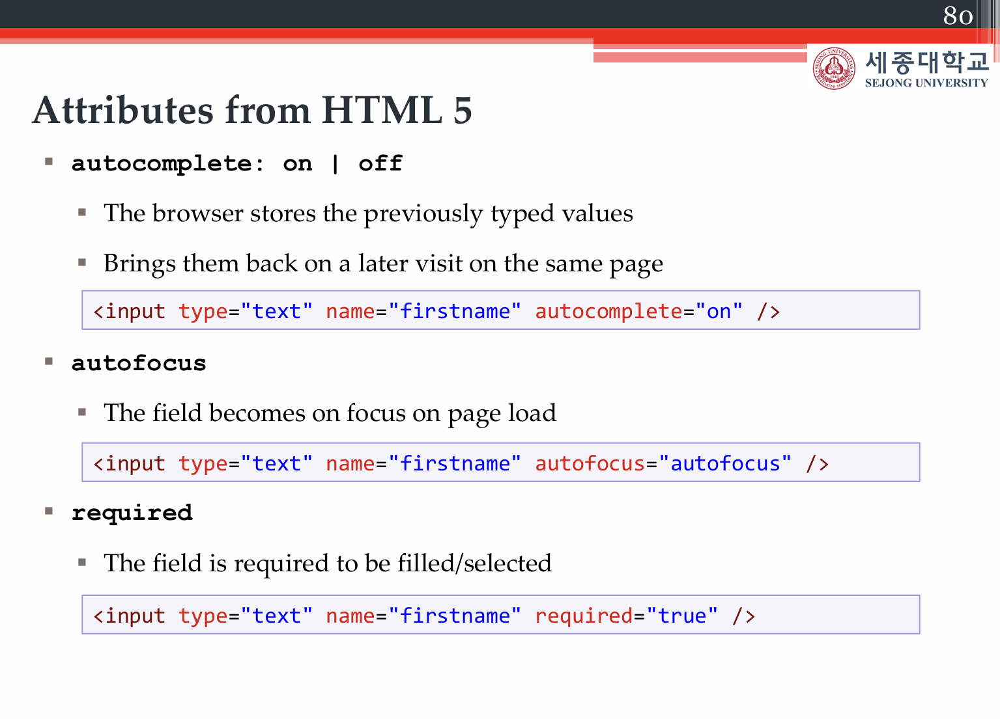 80
세종대학교
SEJONG UNIVERSITY
Attributes from HTML 5
autocomplete: on | off
The browser stores the previously typed values
Brings them back on a later visit on the same page
<input type="text" name="firstname" autocomplete="on" />
autofocus
The field becomes on focus on page load
<input type="text" name="firstname" autofocus="autofocus" />
required
The field is required to be filled/selected
<input type="text" name="firstname" required="true" />